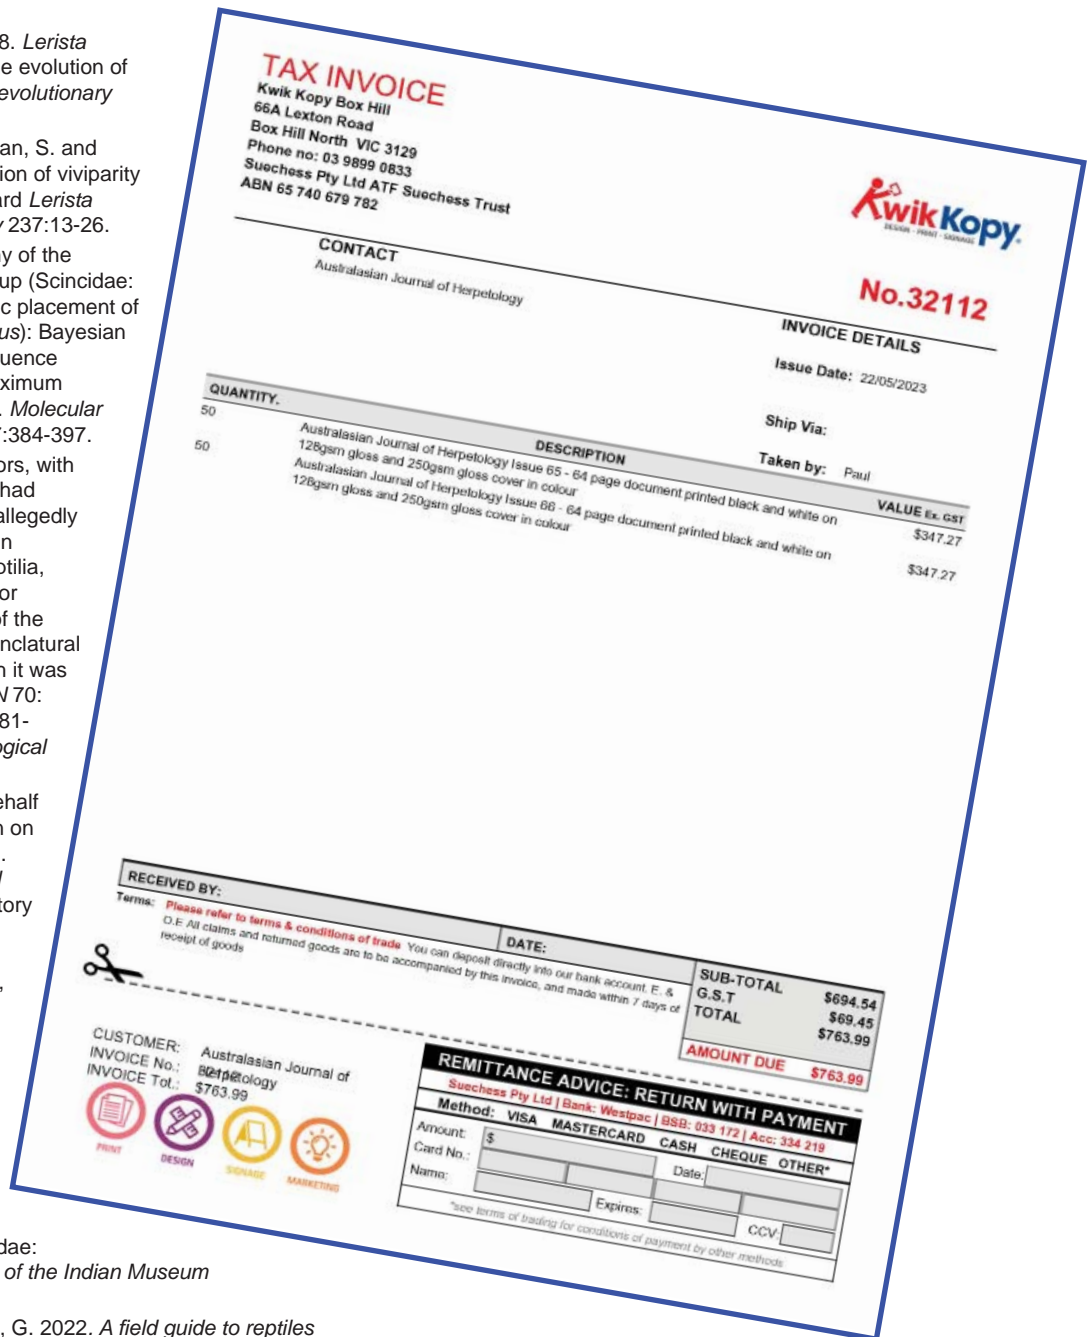 8. Lerista
e evolution of
evolutionary
an, S. and
ion of viviparity
ard Lerista
y 237:13-26.
ny of the
up (Scincidae:
ic placement of
us): Bayesian
uence
aximum
. Molecular
7:384-397.
ors, with
had
allegedly
n
otilia,
or
of the
enclatural
n it was
N 70:
81-
ogical
ehalf
n on
.
l
tory
,
dae:
of the Indian Museum
, G. 2022. A field guide to reptiles
TAX INVOICE
Kwik Kopy Box Hill
66A Lexton Road
Box Hill North VIC 3129
Phone no: 03 9899 0833
Suechess Pty Ltd ATF Suechess Trust
ABN 65 740 679 782
KwikKopy
DESIGN - PRINT - SIGNAGE
CONTACT
Australasian Journal of Herpetology
No.32112
INVOICE DETAILS
Issue Date: 22/05/2023
Ship Via:
Taken by: Paul
QUANTITY. DESCRIPTION VALUE Ex. GST
50 Australasian Journal of Herpetology Issue 65 - 64 page document printed black and white on $347.27
128gsm gloss and 250gsm gloss cover in colour
50 Australasian Journal of Herpetology Issue 66 - 64 page document printed black and white on $347.27
128gsm gloss and 250gsm gloss cover in colour
RECEIVED BY: DATE:
Terms: Please refer to terms & conditions of trade You can deposit directly into our bank account. E. &
O.E All claims and returned goods are to be accompanied by this invoice, and made within 7 days of
receipt of goods
SUB-TOTAL $694.54
G.S.T $69.45
TOTAL $763.99
AMOUNT DUE $763.99
CUSTOMER: Australasian Journal of
Herpetology
INVOICE No.: 32112
INVOICE Tot.: $763.99
PRINT DESIGN SIGNAGE MARKETING
REMITTANCE ADVICE: RETURN WITH PAYMENT
Suechess Pty Ltd | Bank: Westpac | BSB: 033 172 | Acc: 334 219
Method: VISA MASTERCARD CASH CHEQUE OTHER*
Amount: $ Date:
Card No.:
Name: Expires: CCV:
*see terms of trading for conditions of payment by other methods